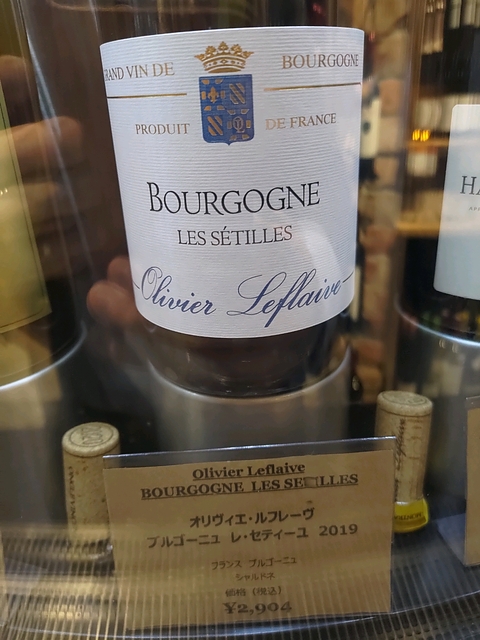 GRAND VIN DE BOURGOGNE
PRODUIT DE FRANCE
BOURGOGNE
LES SÉTILLES
Olivier Leflaive
HA
Olivier Leflaive
BOURGOGNE LES SETILLES
オリヴィエ・ルフレーヴ
ブルゴーニュ レ・セティーユ 2019
フランス ブルゴーニュ
シャルドネ
価格 (税込)
¥2,904